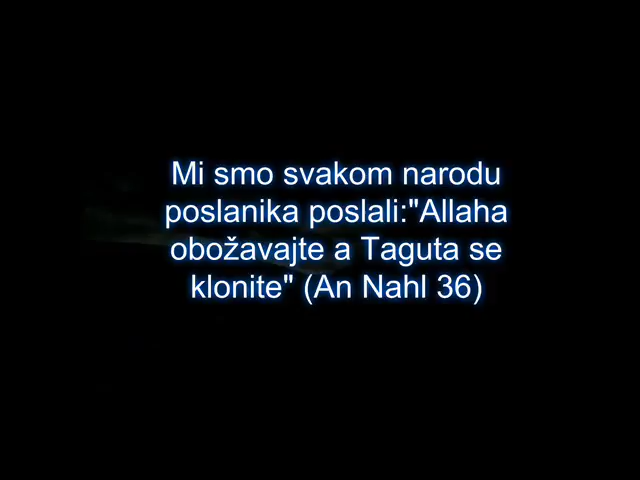 Mi smo svakom narodu
poslanika poslali:"Allaha
obožavajte a Taguta se
klonite" (An Nahl 36)